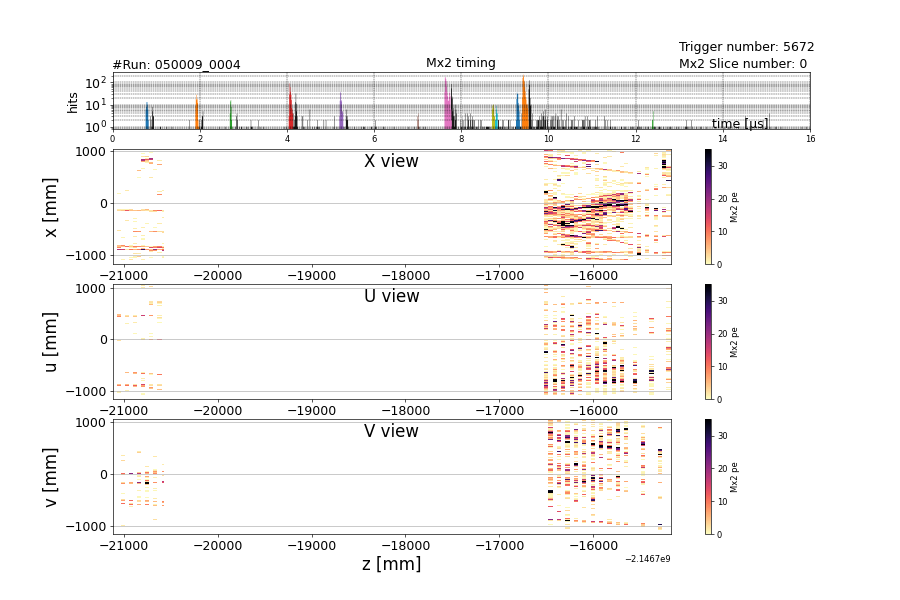 Trigger number: 5672
#Run: 050009_0004
Mx2 timing
Mx2 Slice number: 0
hits
10² 10¹ 10⁰
0 2 4 6 8 10 12 14 16
time [μs]
X view
x [mm]
1000 0 −1000
−21000 −20000 −19000 −18000 −17000 −16000
30 20 10 0
Mx2 pe
U view
u [mm]
1000 0 −1000
−21000 −20000 −19000 −18000 −17000 −16000
30 20 10 0
Mx2 pe
V view
v [mm]
1000 0 −1000
−21000 −20000 −19000 −18000 −17000 −16000
30 20 10 0
Mx2 pe
−2.1467e9
z [mm]